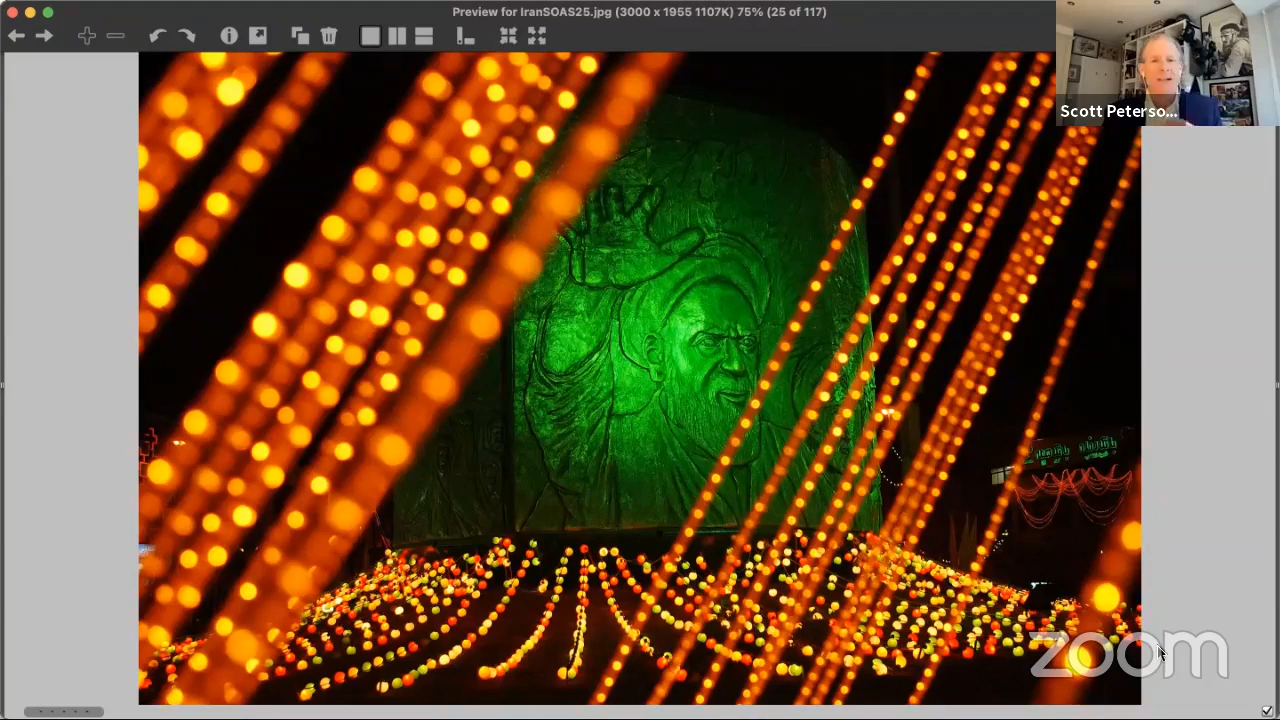 Preview for IranSOAS25.jpg (3000 x 1955 1107K) 75% (25 of 117)
Scott Peterso...
zoom